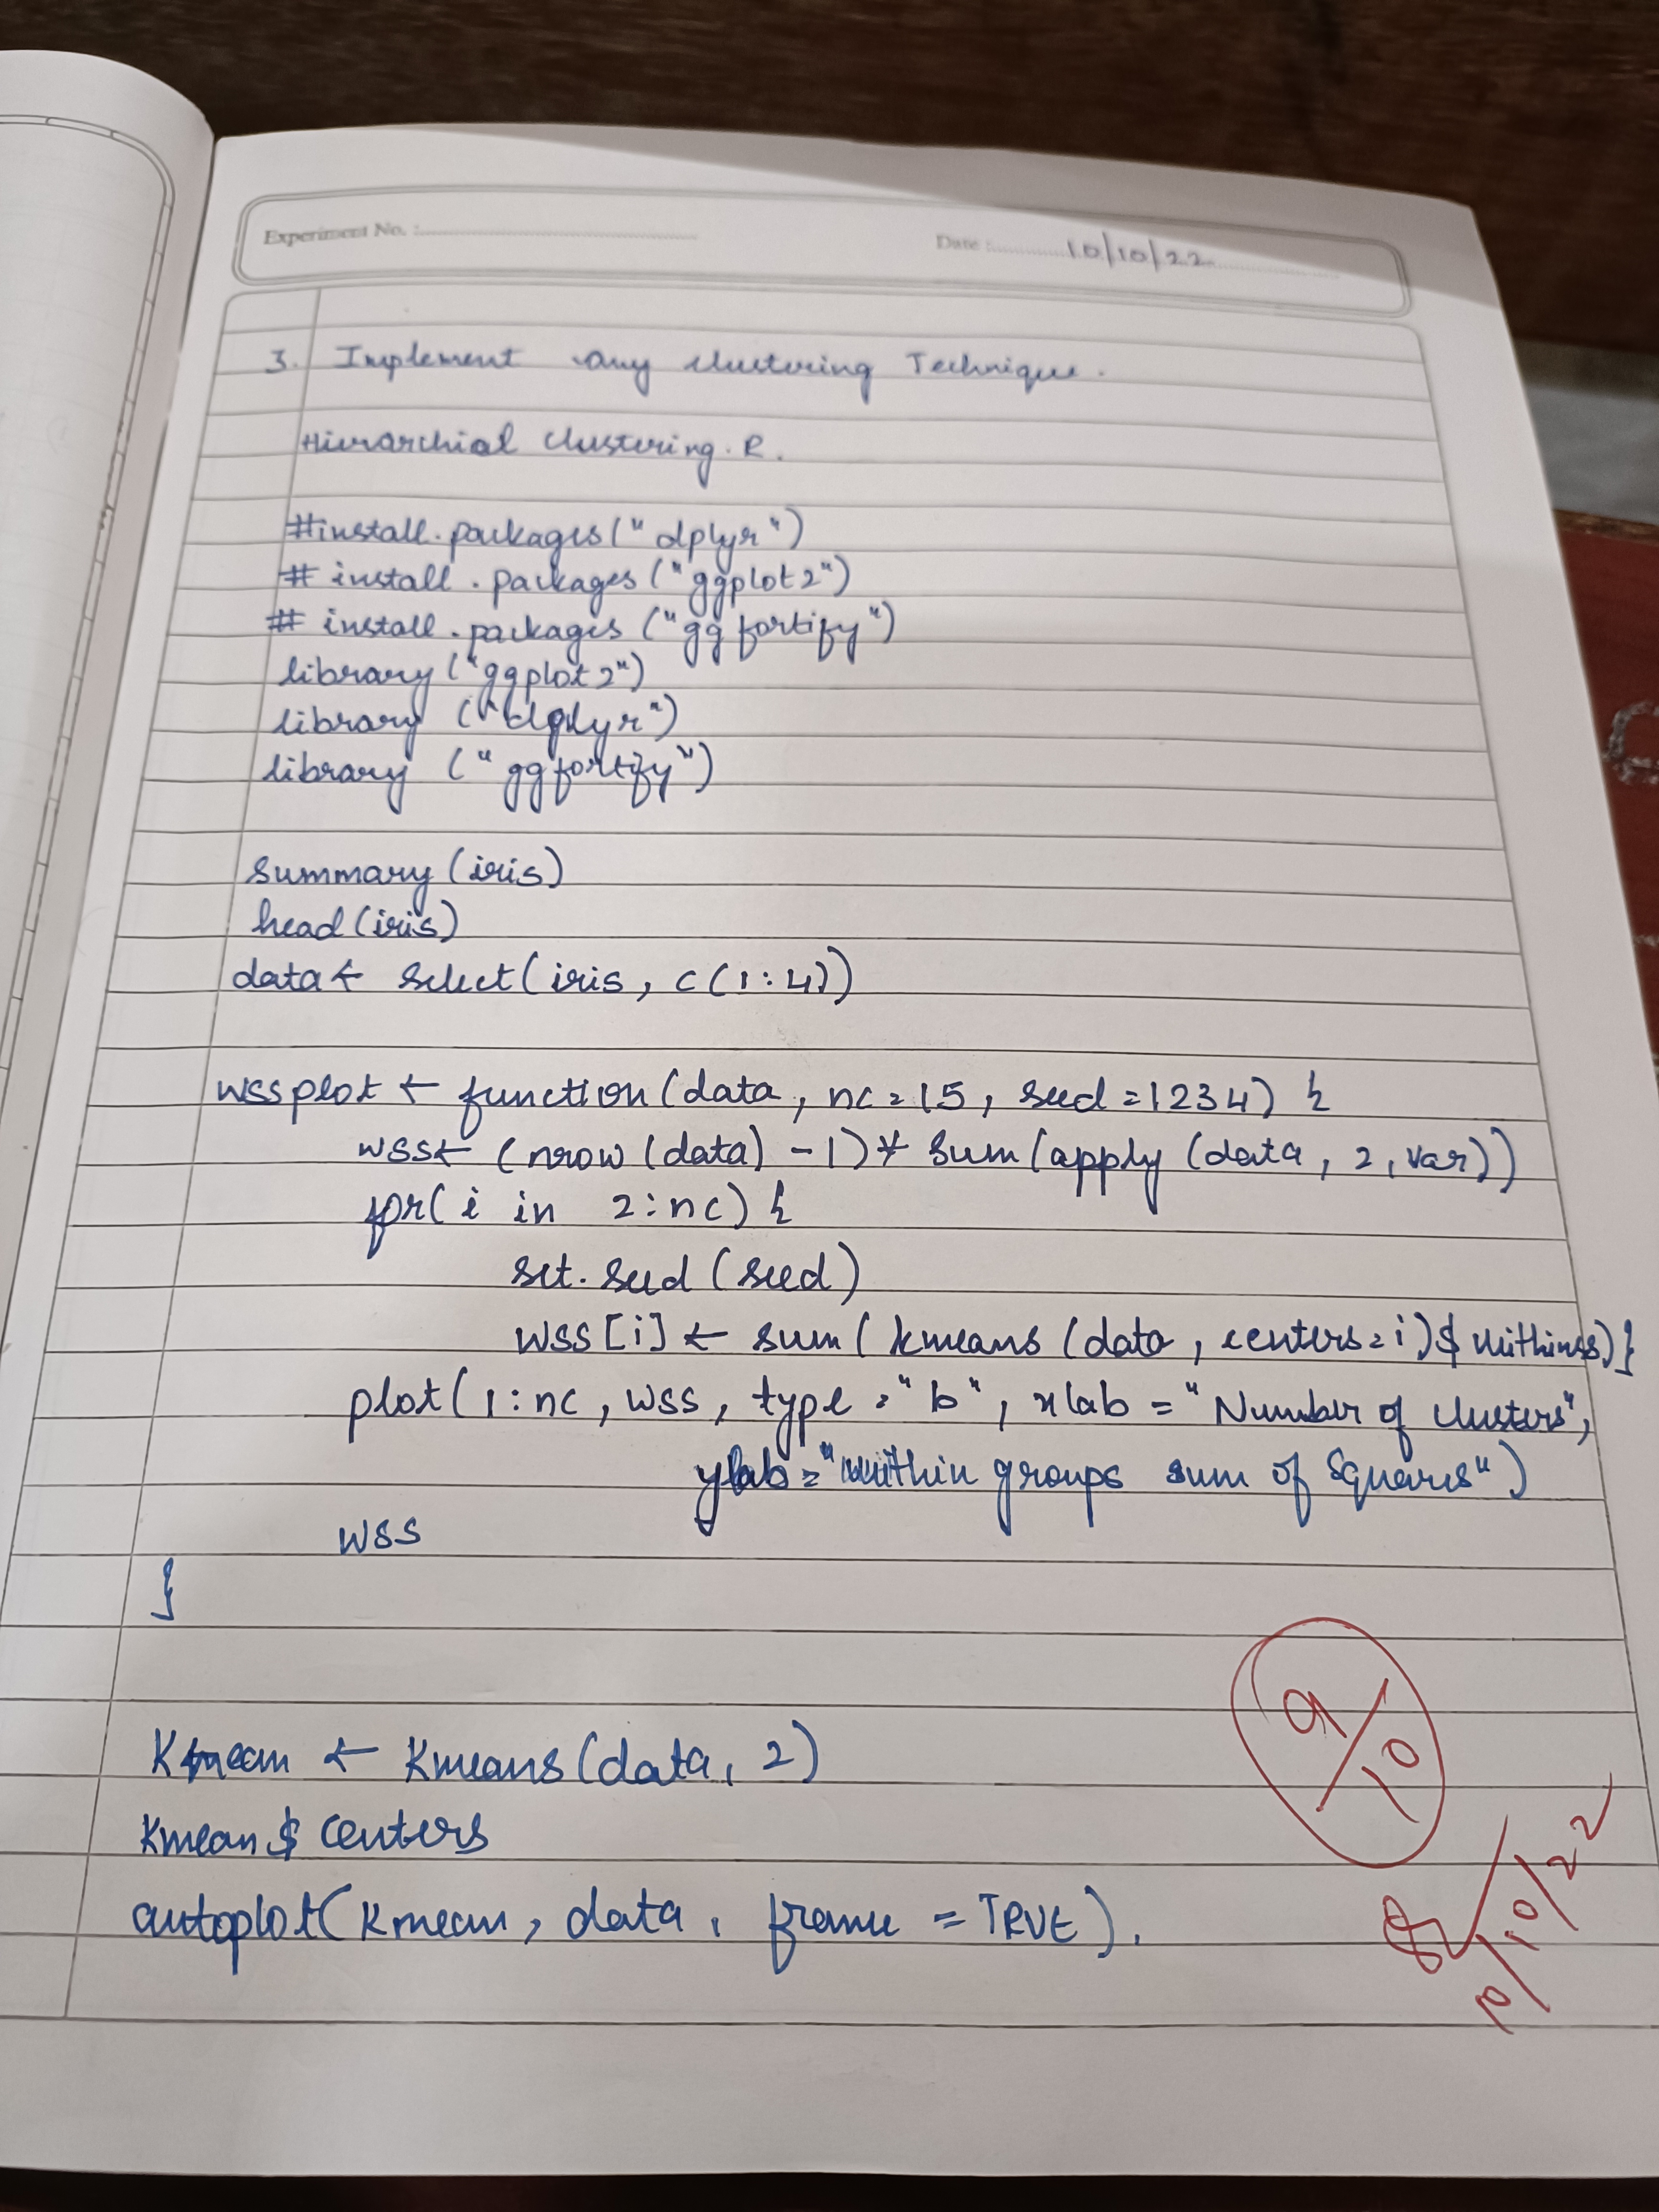 Experiment No. :
Date : 10/10/22
3. Implement any clustering Technique.
Hierarchial Clustering.R.
#install.packages("dplyr")
# install.packages("ggplot2")
# install.packages("ggfortify")
library("ggplot2")
library("dplyr")
library("ggfortify")
summary(iris)
head(iris)
data← select(iris, c(1:4))
wssplot ← function(data, nc=15, seed=1234) {
wss← (nrow(data) -1)* sum(apply(data, 2, var))
for(i in 2:nc) {
set.seed(seed)
wss[i] ← sum(kmeans(data, centers=i)$withinss)}
plot(1:nc, wss, type="b", xlab = "Number of clusters",
ylab="within groups sum of squares")
wss
}
Kmean ← Kmeans(data, 2)
Kmean$centers
autoplot(Kmean, data, frame = TRUE).
9/10
10/10/22